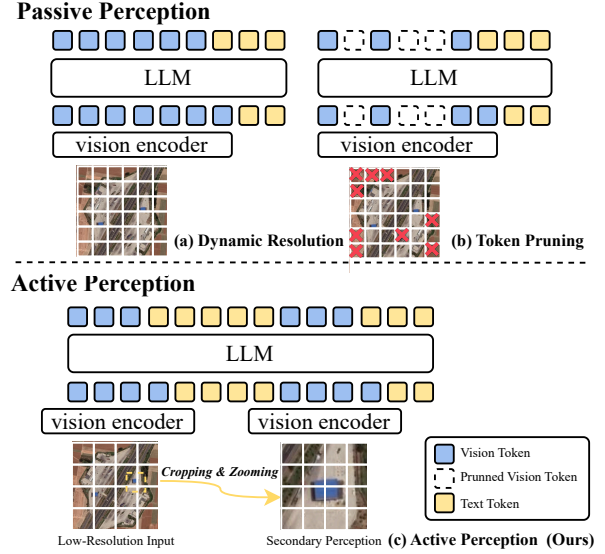 Passive Perception
LLM
LLM
vision encoder
vision encoder
(a) Dynamic Resolution
(b) Token Pruning
Active Perception
LLM
vision encoder
vision encoder
Cropping & Zooming
Low-Resolution Input
Secondary Perception
Vision Token
Prunned Vision Token
Text Token
(c) Active Perception (Ours)